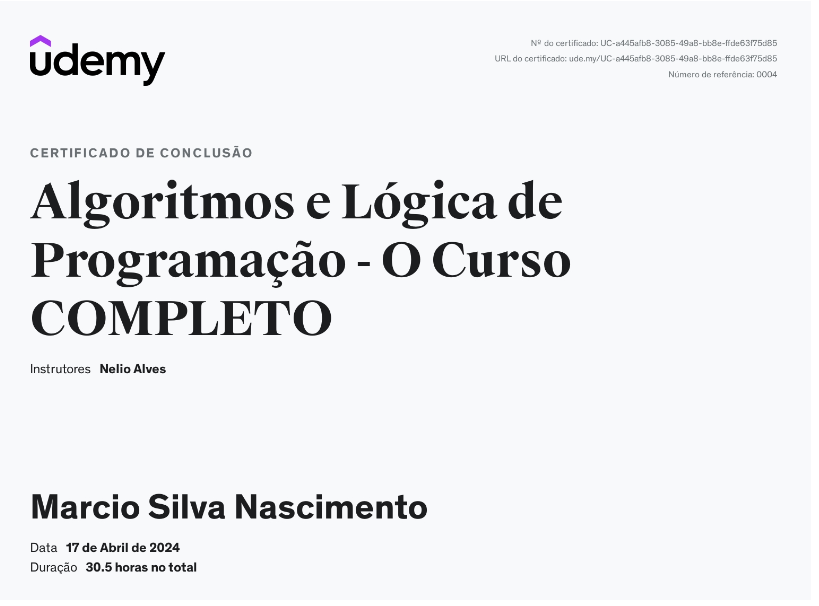 udemy
Nº do certificado: UC-a445afb8-3085-49a8-bb8e-ffde63f75d85
URL do certificado: ude.my/UC-a445afb8-3085-49a8-bb8e-ffde63f75d85
Número de referência: 0004
CERTIFICADO DE CONCLUSÃO
Algoritmos e Lógica de
Programação - O Curso
COMPLETO
Instrutores Nelio Alves
Marcio Silva Nascimento
Data 17 de Abril de 2024
Duração 30.5 horas no total